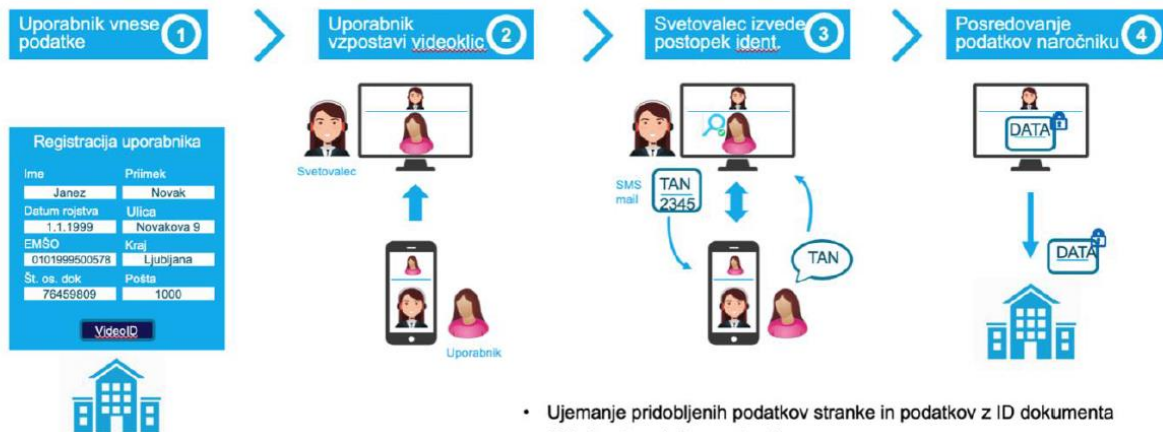 Uporabnik vnese
podatke
1
Uporabnik
vzpostavi videoklic
2
Svetovalec izvede
postopek ident.
3
Posredovanje
podatkov naročniku
4
Registracija uporabnika
Ime
Priimek
Janez
Novak
Datum rojstva
Ulica
1.1.1999
Novakova 9
EMŠO
Kraj
0101999500578
Ljubljana
Št. os. dok
Pošta
76459809
1000
VideoID
Svetovalec
Uporabnik
SMS
mail
TAN
2345
TAN
DATA
DATA
• Ujemanje pridobljenih podatkov stranke in podatkov z ID dokumenta